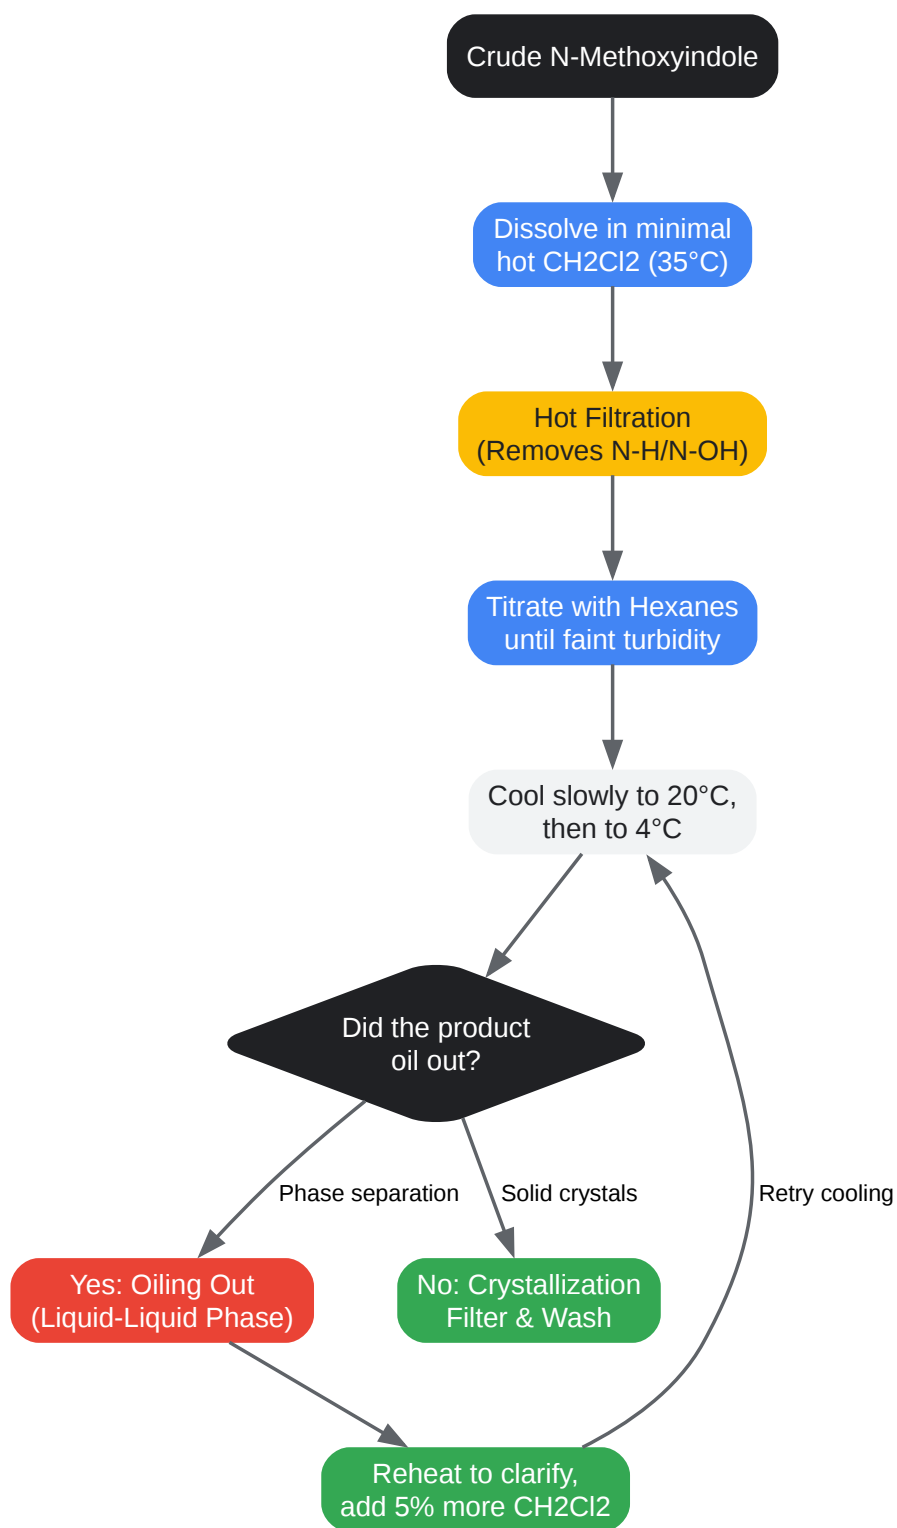 Crude N-Methoxyindole
Dissolve in minimal
hot CH2Cl2 (35°C)
Hot Filtration
(Removes N-H/N-OH)
Titrate with Hexanes
until faint turbidity
Cool slowly to 20°C,
then to 4°C
Did the product
oil out?
Phase separation
Solid crystals
Retry cooling
Yes: Oiling Out
(Liquid-Liquid Phase)
No: Crystallization
Filter & Wash
Reheat to clarify,
add 5% more CH2Cl2